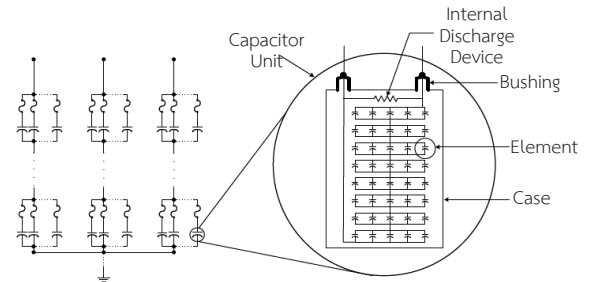 Internal
Discharge
Device
Capacitor
Unit
Bushing
Element
Case